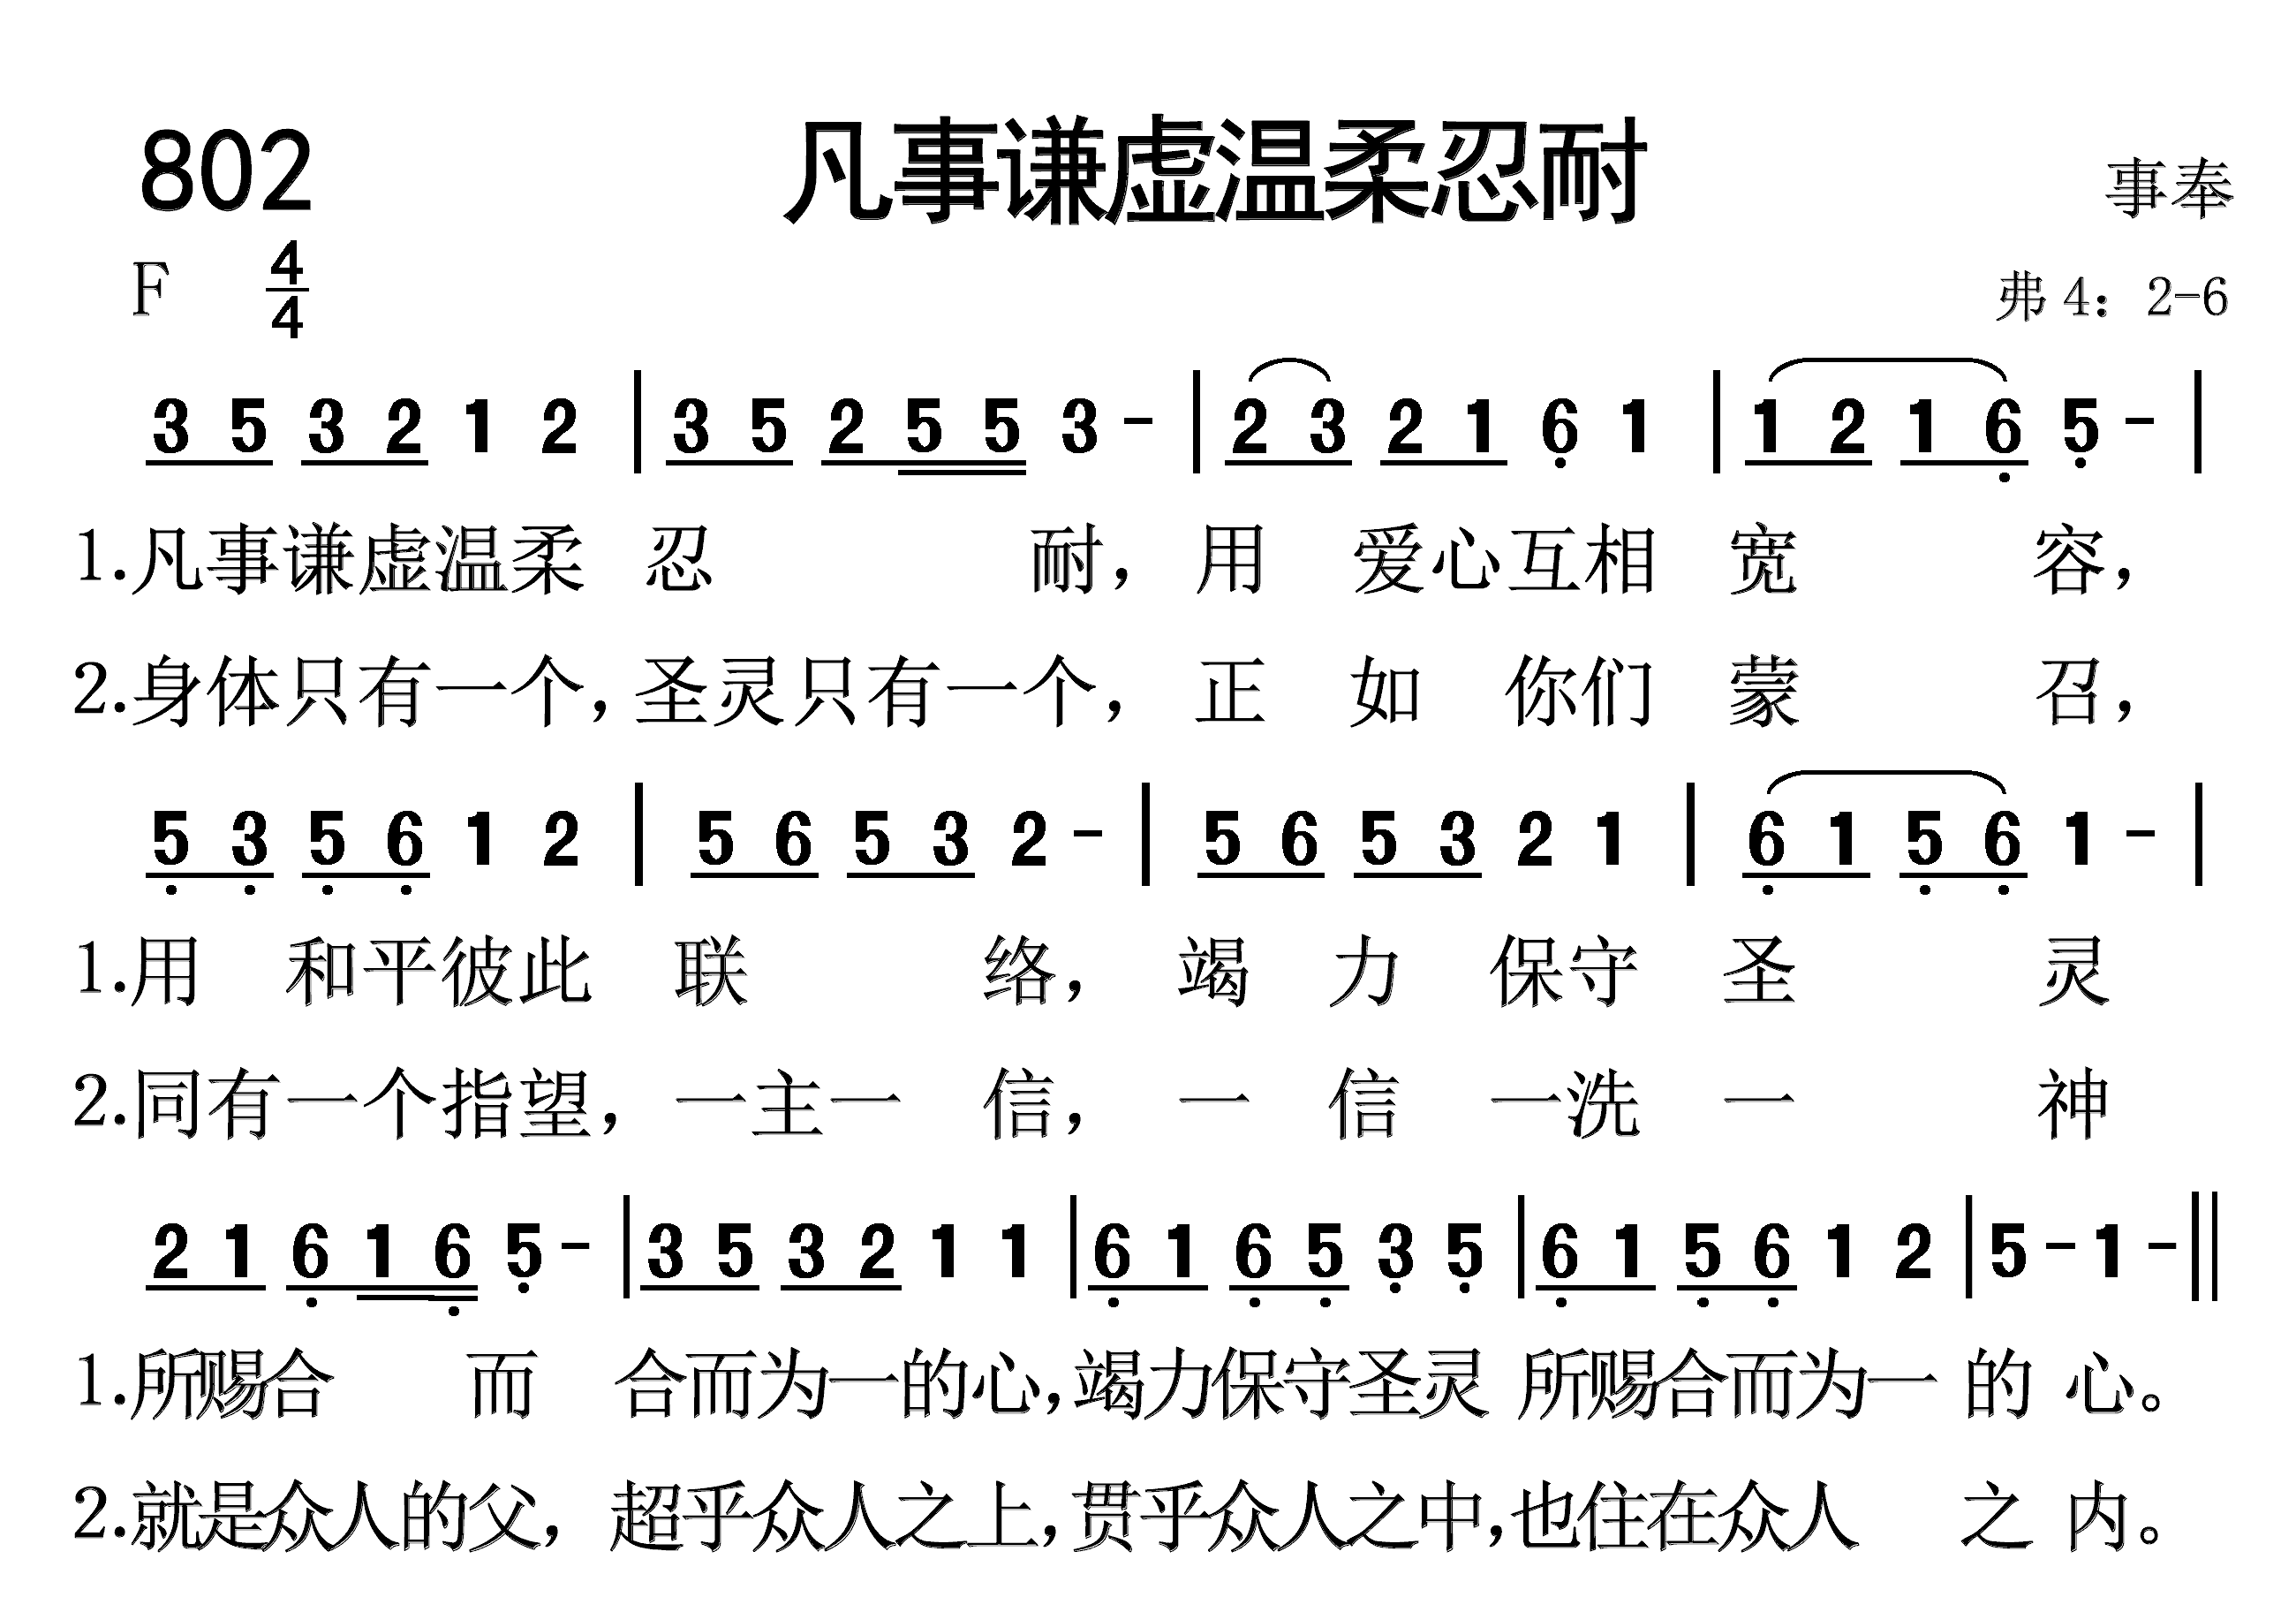 802 凡事谦虚温柔忍耐 事奉
F 4/4 弗 4：2-6
3 5 3 2 1 2 | 3 5 2 5 5 3 - | 2 3 2 1 6 1 | 1 2 1 6 5 - |
1.凡事谦虚温柔 忍 耐，用 爱心互相 宽 容，
2.身体只有一个，圣灵只有一个，正 如 你们 蒙 召，
5 3 5 6 1 2 | 5 6 5 3 2 - | 5 6 5 3 2 1 | 6 1 5 6 1 - |
1.用 和平彼此 联 络，竭 力 保守 圣 灵
2.同有一个指望，一主一 信，一 信 一洗 一 神
2 1 6 1 6 5 - | 3 5 3 2 1 1 | 6 1 6 5 3 5 | 6 1 5 6 1 2 | 5 - 1 - ||
1.所赐合 而 合而为一的心，竭力保守圣灵 所赐合而为一 的 心。
2.就是众人的父，超乎众人之上，贯乎众人之中，也住在众人 之 内。